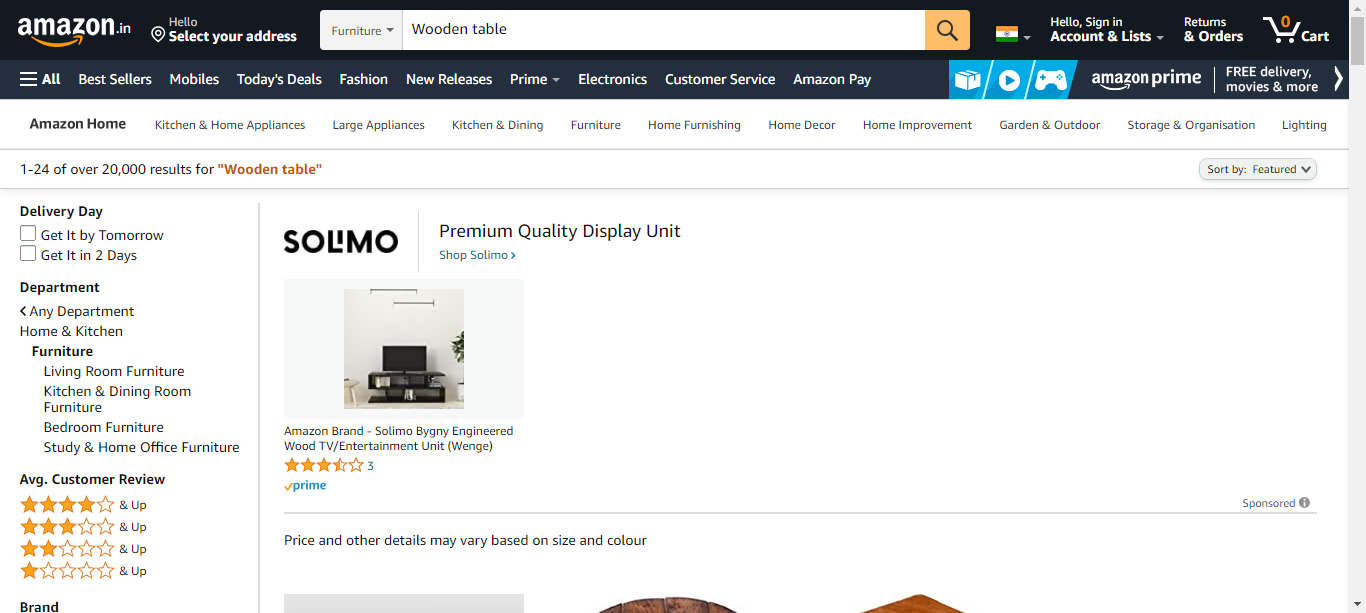 amazon.in
Hello
Select your address
Furniture
Wooden table
Hello, Sign in
Account & Lists
Returns
& Orders
0
Cart
All
Best Sellers
Mobiles
Today's Deals
Fashion
New Releases
Prime
Electronics
Customer Service
Amazon Pay
amazon prime
FREE delivery,
movies & more
Amazon Home
Kitchen & Home Appliances
Large Appliances
Kitchen & Dining
Furniture
Home Furnishing
Home Decor
Home Improvement
Garden & Outdoor
Storage & Organisation
Lighting
1-24 of over 20,000 results for "Wooden table"
Sort by: Featured
Delivery Day
Get It by Tomorrow
Get It in 2 Days
Department
Any Department
Home & Kitchen
Furniture
Living Room Furniture
Kitchen & Dining Room
Furniture
Bedroom Furniture
Study & Home Office Furniture
Avg. Customer Review
& Up
& Up
& Up
& Up
Brand
SOLIMO
Premium Quality Display Unit
Shop Solimo
Amazon Brand - Solimo Bygny Engineered
Wood TV/Entertainment Unit (Wenge)
3
prime
Sponsored
Price and other details may vary based on size and colour